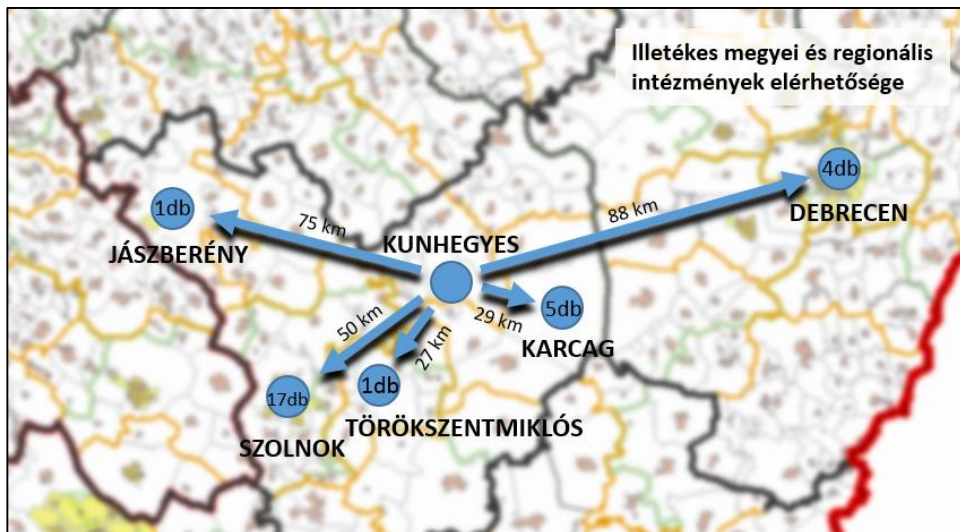 Illetékes megyei és regionális
intézmények elérhetősége
4db
DEBRECEN
88 km
1db
JÁSZBERÉNY
75 km
KUNHEGYES
5db
29 km
KARCAG
50 km
27 km
17db
SZOLNOK
1db
TÖRÖKSZENTMIKLÓS